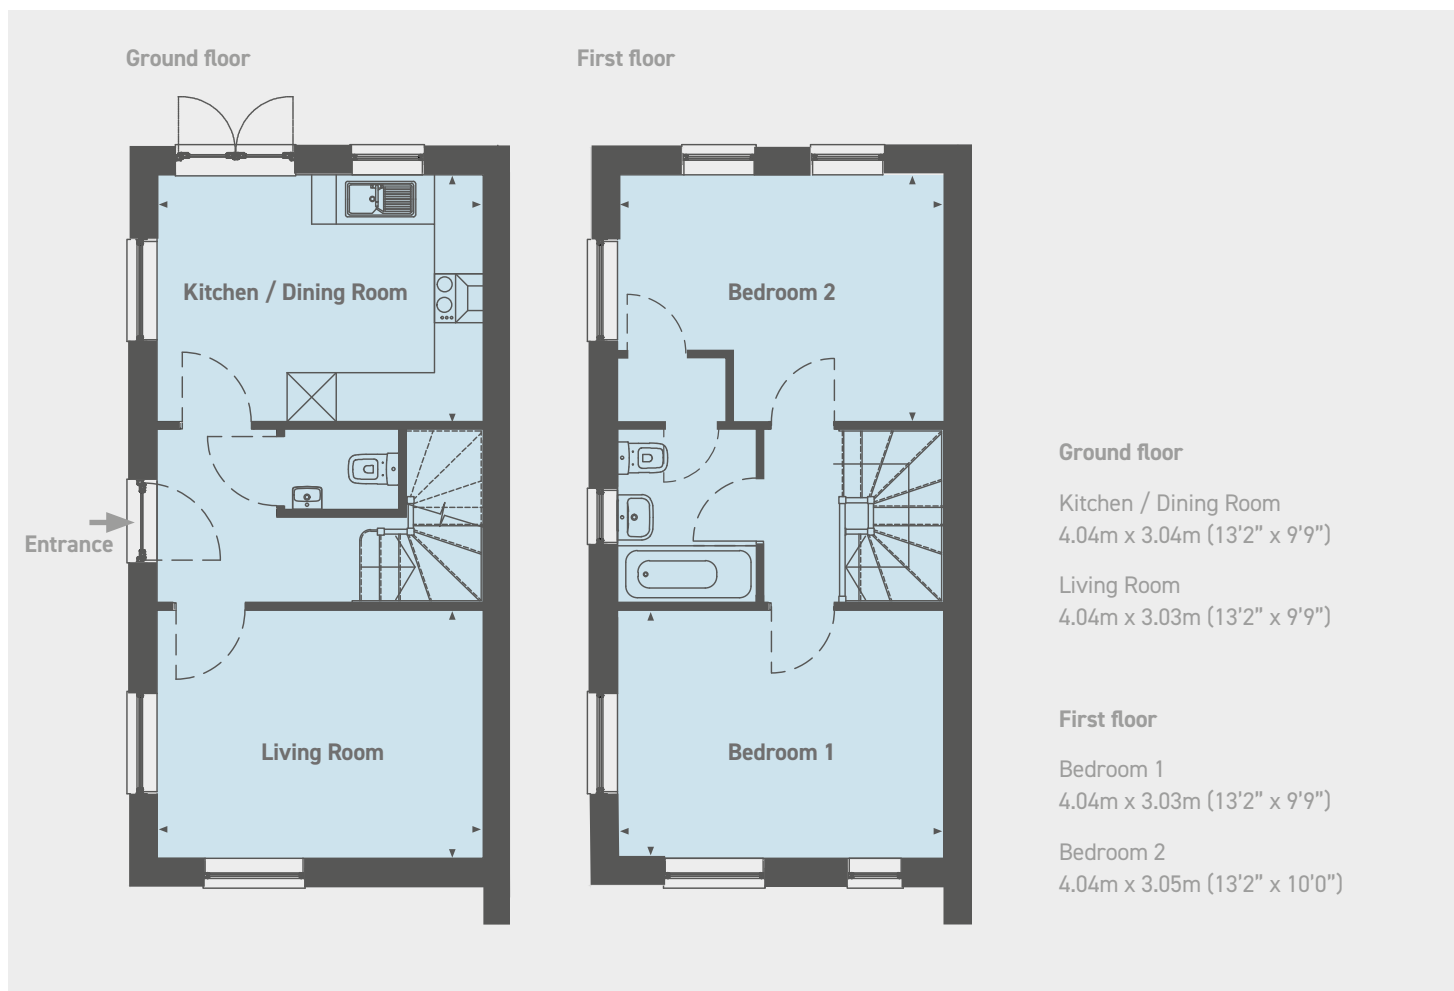 Ground floor
First floor
Kitchen / Dining Room
Entrance
Living Room
Bedroom 2
Bedroom 1
Ground floor
Kitchen / Dining Room
4.04m x 3.04m (13'2” x 9'9”)
Living Room
4.04m x 3.03m (13'2” x 9'9”)
First floor
Bedroom 1
4.04m x 3.03m (13'2” x 9'9”)
Bedroom 2
4.04m x 3.05m (13'2” x 10'0”)